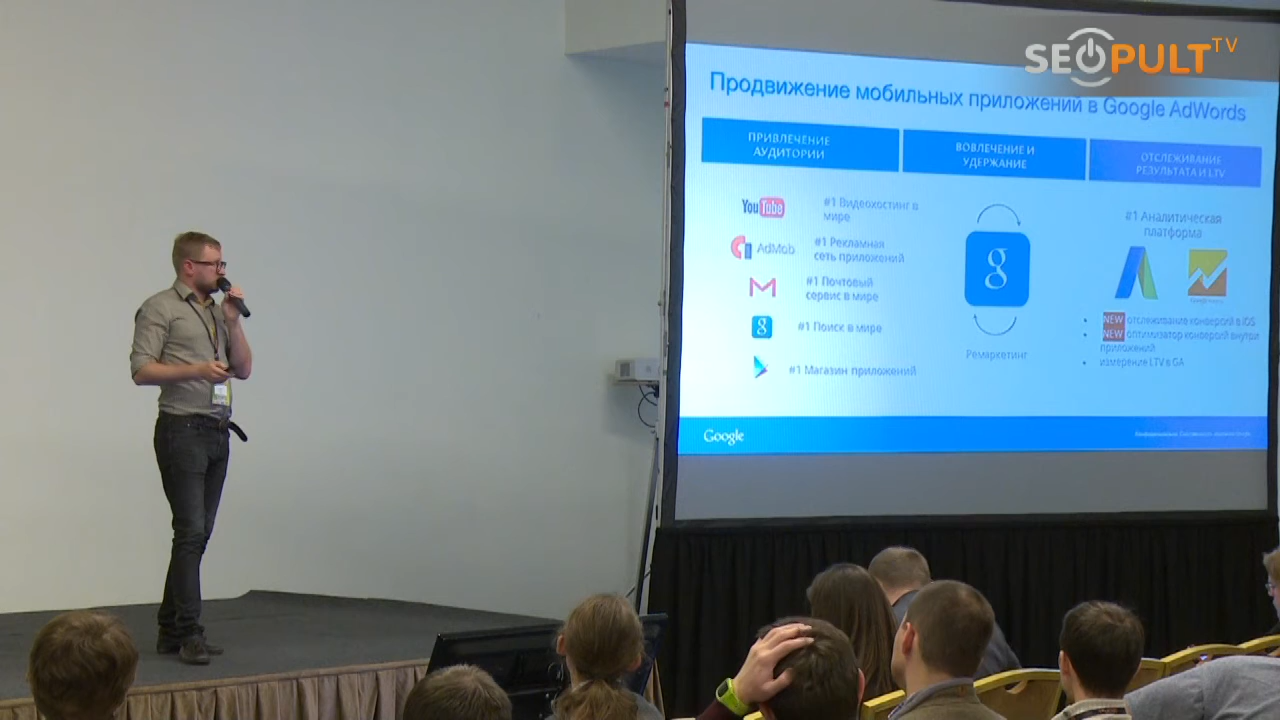 SEOPULT TV
Продвижение мобильных приложений в Google AdWords
ПРИВЛЕЧЕНИЕ
АУДИТОРИИ
ВОВЛЕЧЕНИЕ И
УДЕРЖАНИЕ
ОТСЛЕЖИВАНИЕ
РЕЗУЛЬТАТА И LTV
YouTube
#1 Видеохостинг в
мире
AdMob
#1 Рекламная
сеть приложений
#1 Почтовый
сервис в мире
g
#1 Поиск в мире
#1 Магазин приложений
g
Ремаркетинг
#1 Аналитическая
платформа
• NEW отслеживание конверсий в iOS
• NEW оптимизатор конверсий внутри
приложений
• измерение LTV в GA
Google